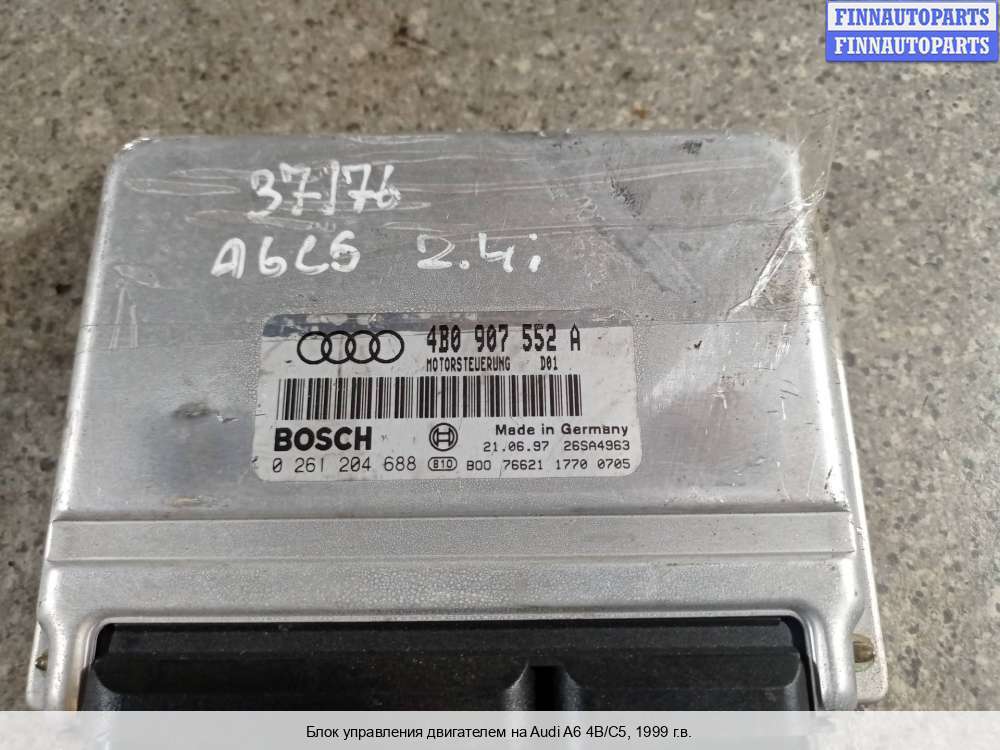 FINNAUTOPARTS
FINNAUTOPARTS
37/76
A6C5 2.4i
4B0 907 552 A
MOTORSTEUERUNG D01
Made in Germany
BOSCH
21.06.97 26SA4963
0 261 204 688 B10 B00 76621 1770 0705
Блок управления двигателем на Audi A6 4B/C5, 1999 г.в.